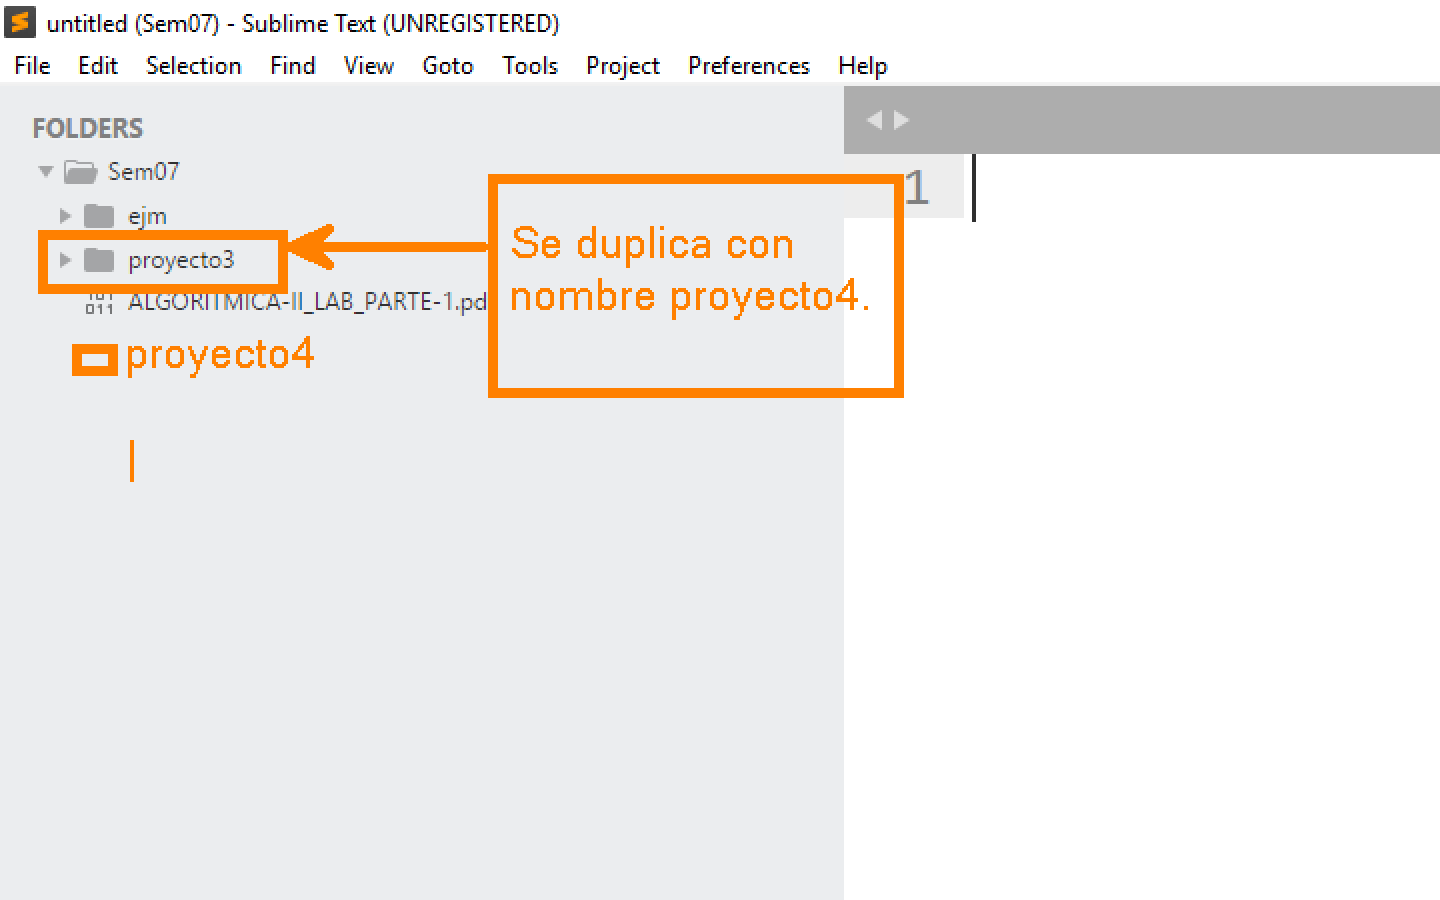 untitled (Sem07) - Sublime Text (UNREGISTERED)
File Edit Selection Find View Goto Tools Project Preferences Help
FOLDERS
Sem07
ejm
proyecto3
ALGORITMICA-II_LAB_PARTE-1.pd
proyecto4
1
Se duplica con
nombre proyecto4.